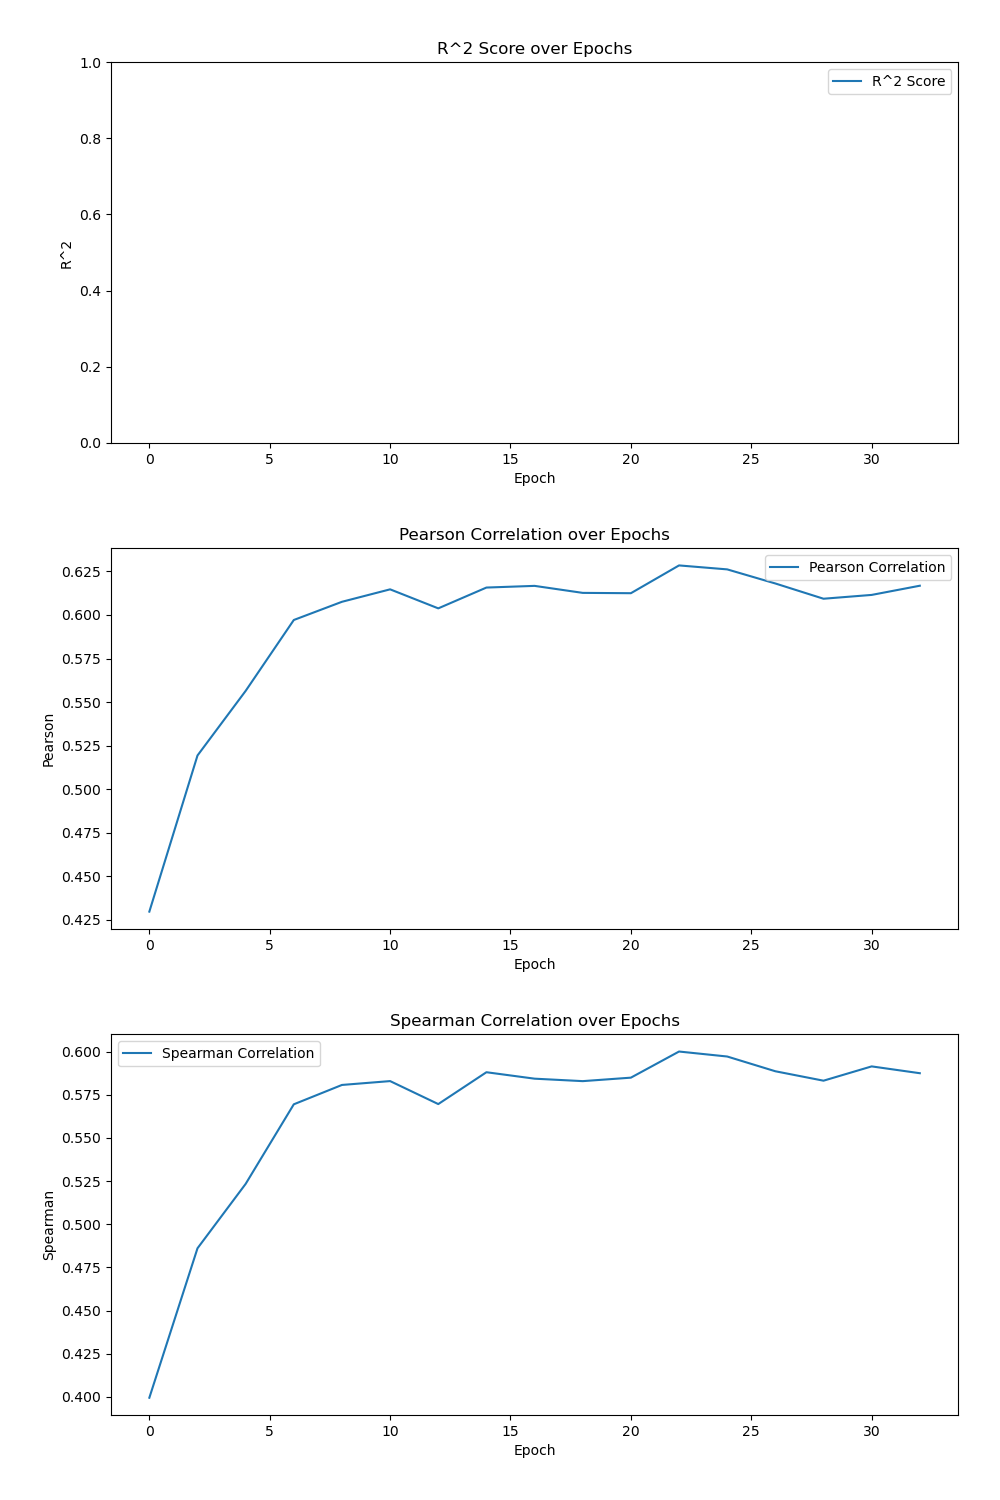 R^2 Score over Epochs
R^2 Score
1.0
0.8
0.6
0.4
0.2
0.0
R^2
0 5 10 15 20 25 30
Epoch
Pearson Correlation over Epochs
Pearson Correlation
0.625
0.600
0.575
0.550
0.525
0.500
0.475
0.450
0.425
Pearson
0 5 10 15 20 25 30
Epoch
Spearman Correlation over Epochs
Spearman Correlation
0.600
0.575
0.550
0.525
0.500
0.475
0.450
0.425
0.400
Spearman
0 5 10 15 20 25 30
Epoch